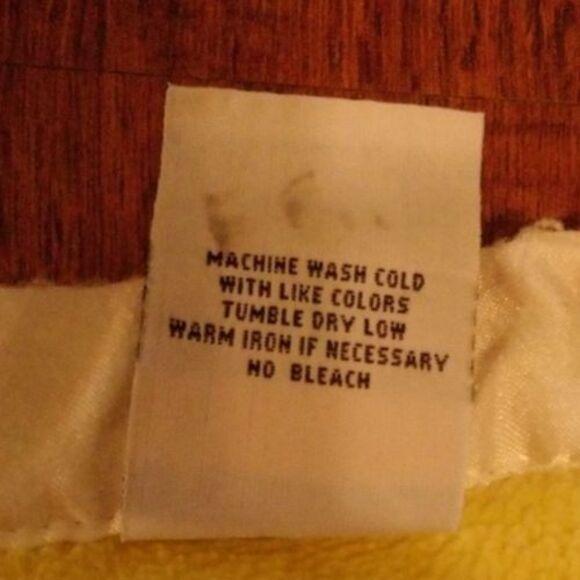 MACHINE WASH COLD
WITH LIKE COLORS
TUMBLE DRY LOW
WARM IRON IF NECESSARY
NO BLEACH